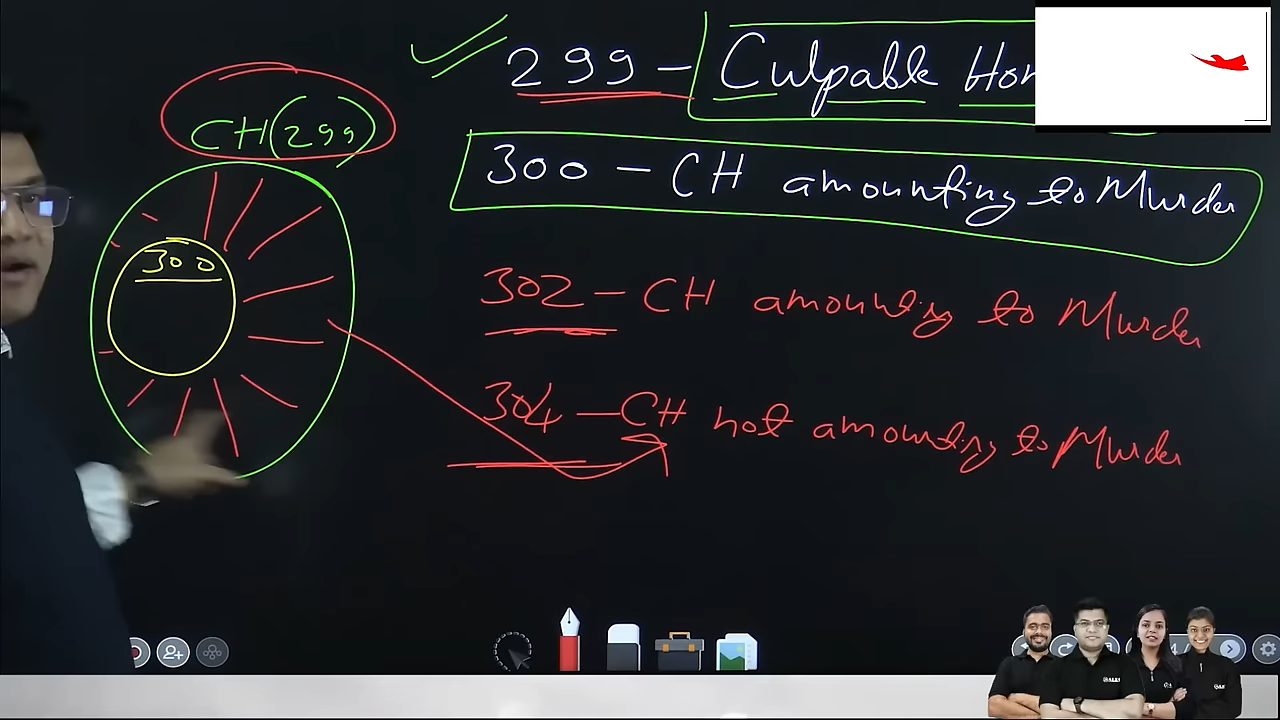 299 – Culpable Hom
CH(299)
300 – CH amounting to Murder
300
302 – CH amounting to Murder
304 – CH not amounting to Murder